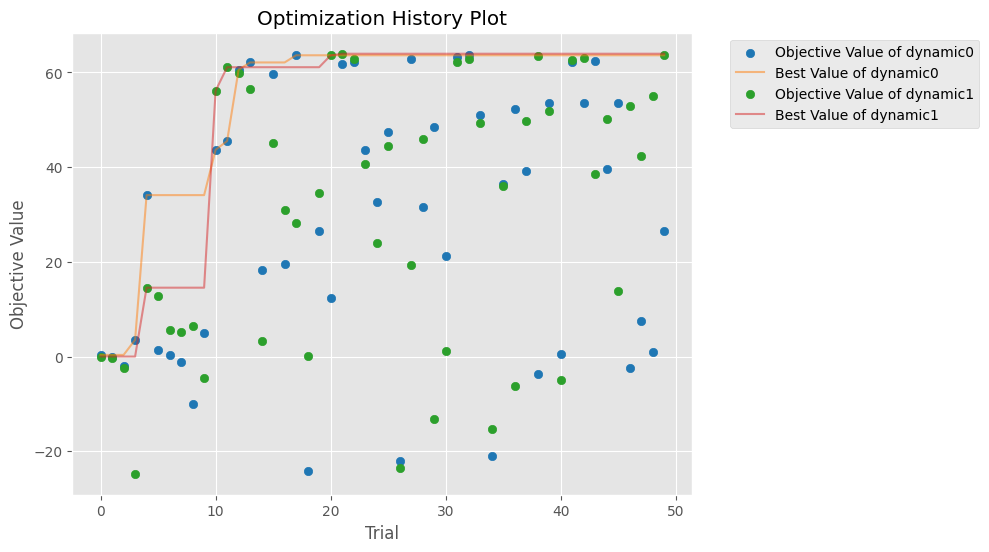 Optimization History Plot
Objective Value
60
40
20
0
−20
0 10 20 30 40 50
Trial
Objective Value of dynamic0
Best Value of dynamic0
Objective Value of dynamic1
Best Value of dynamic1